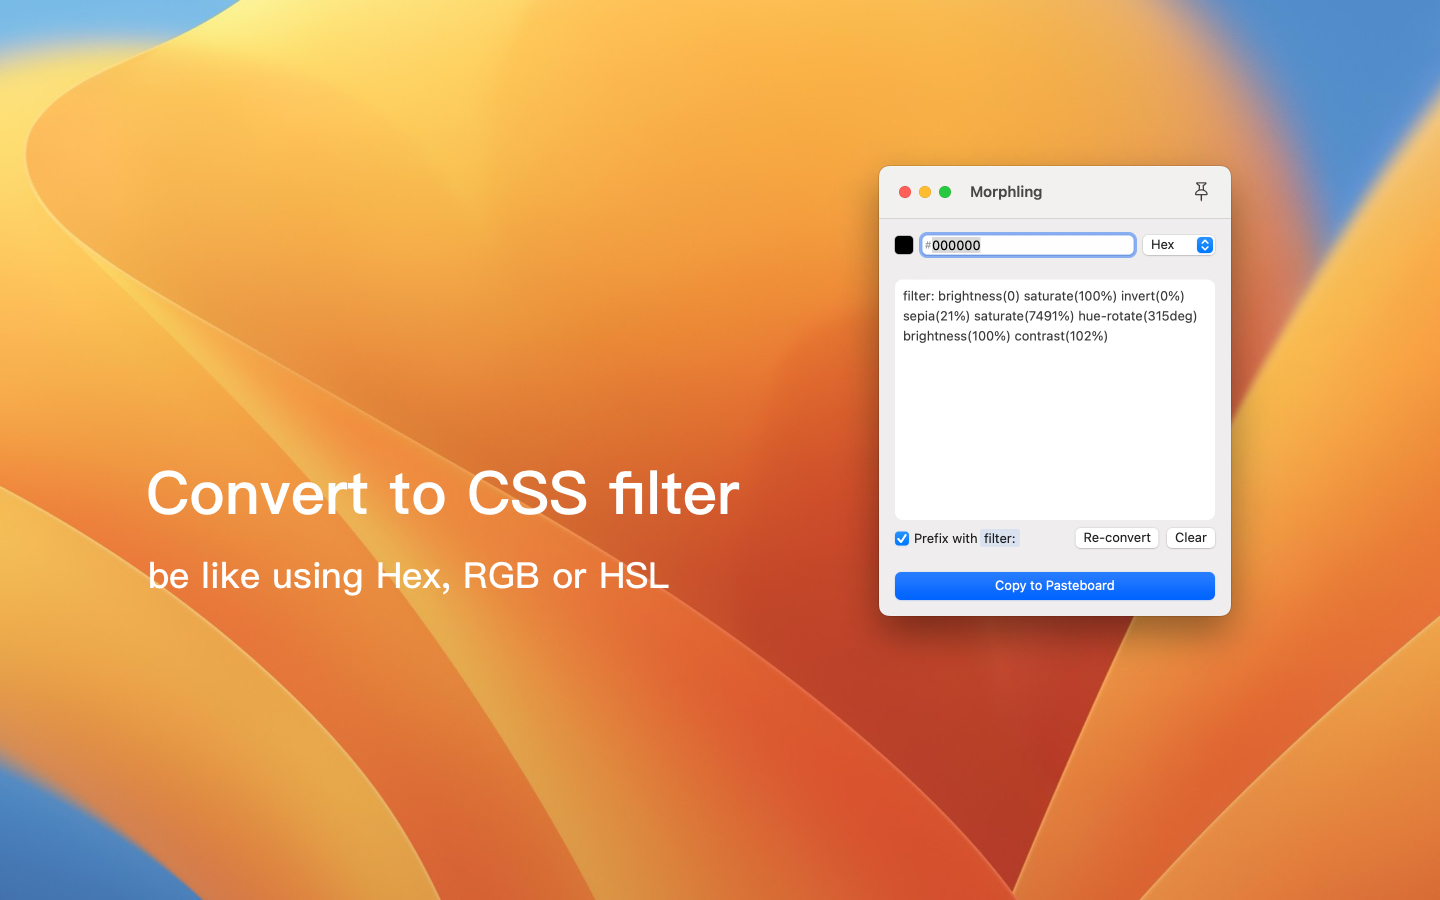 Convert to CSS filter
be like using Hex, RGB or HSL
Morphling
#000000
Hex
filter: brightness(0) saturate(100%) invert(0%)
sepia(21%) saturate(7491%) hue-rotate(315deg)
brightness(100%) contrast(102%)
Prefix with filter:
Re-convert
Clear
Copy to Pasteboard